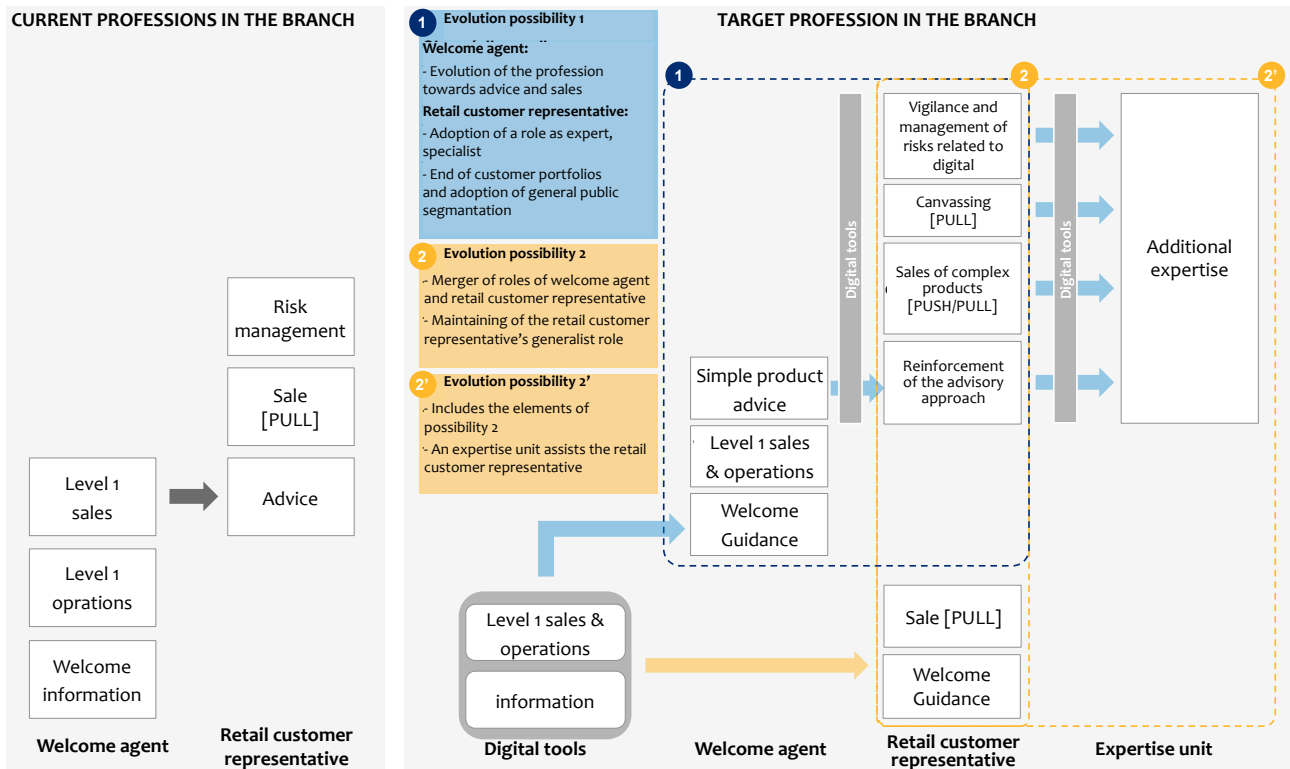 CURRENT PROFESSIONS IN THE BRANCH
Risk
management
Sale
[PULL]
Level 1
sales
Advice
Level 1
oprations
Welcome
information
Welcome agent
Retail customer
representative
TARGET PROFESSION IN THE BRANCH
1
Evolution possibility 1
Welcome agent:
- Evolution of the profession
towards advice and sales
Retail customer representative:
- Adoption of a role as expert,
specialist
- End of customer portfolios
and adoption of general public
segmantation
2
Evolution possibility 2
- Merger of roles of welcome agent
and retail customer representative
- Maintaining of the retail customer
representative's generalist role
2'
Evolution possibility 2'
- Includes the elements of
possibility 2
- An expertise unit assists the retail
customer representative
1
2
2'
Simple product
advice
Level 1 sales
& operations
Welcome
Guidance
Digital tools
Vigilance and
management of
risks related to
digital
Canvassing
[PULL]
Sales of complex
products
[PUSH/PULL]
Reinforcement
of the advisory
approach
Digital tools
Additional
expertise
Level 1 sales &
operations
information
Sale [PULL]
Welcome
Guidance
Digital tools
Welcome agent
Retail customer
representative
Expertise unit